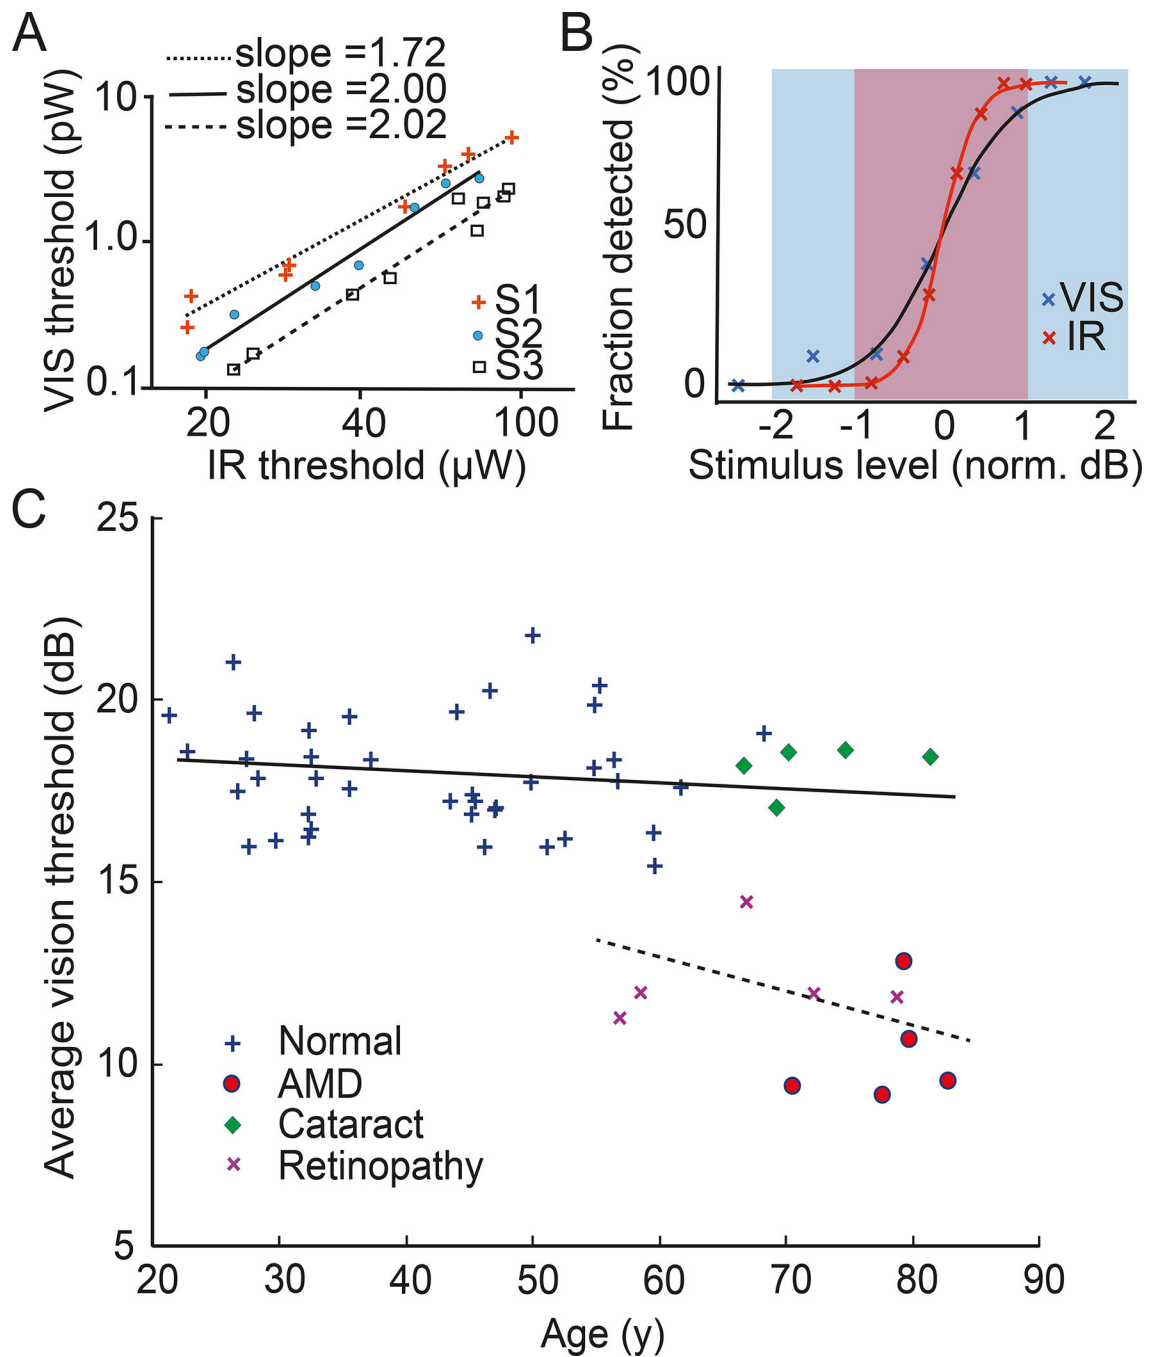 A
slope =1.72
slope =2.00
slope =2.02
VIS threshold (pW)
10
1.0
0.1
S1
S2
S3
20 40 100
IR threshold (µW)
B
Fraction detected (%)
100
50
0
VIS
IR
-2 -1 0 1 2
Stimulus level (norm. dB)
C
Average vision threshold (dB)
25
20
15
10
5
Normal
AMD
Cataract
Retinopathy
20 30 40 50 60 70 80 90
Age (y)